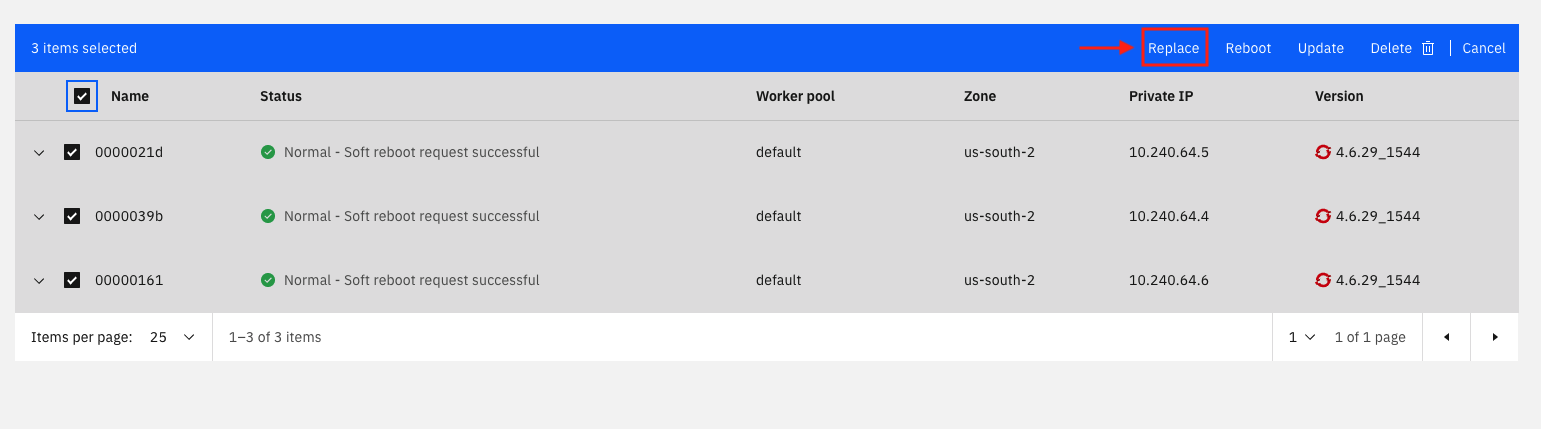 3 items selected Replace Reboot Update Delete Cancel
Name Status Worker pool Zone Private IP Version
0000021d Normal - Soft reboot request successful default us-south-2 10.240.64.5 4.6.29_1544
0000039b Normal - Soft reboot request successful default us-south-2 10.240.64.4 4.6.29_1544
00000161 Normal - Soft reboot request successful default us-south-2 10.240.64.6 4.6.29_1544
Items per page: 25 1–3 of 3 items 1 1 of 1 page